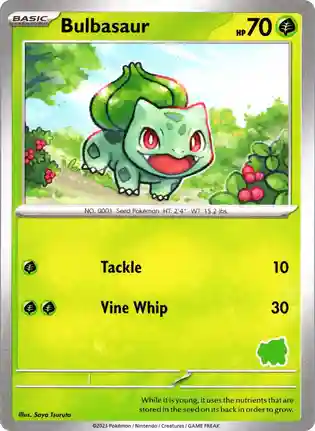 BASIC
Bulbasaur
HP 70
NO. 0001 Seed Pokémon HT: 2'4" WT: 15.2 lbs.
Tackle 10
Vine Whip 30
While it is young, it uses the nutrients that are
stored in the seed on its back in order to grow.
Illus. Saya Tsuruta
©2023 Pokémon / Nintendo / Creatures / GAME FREAK